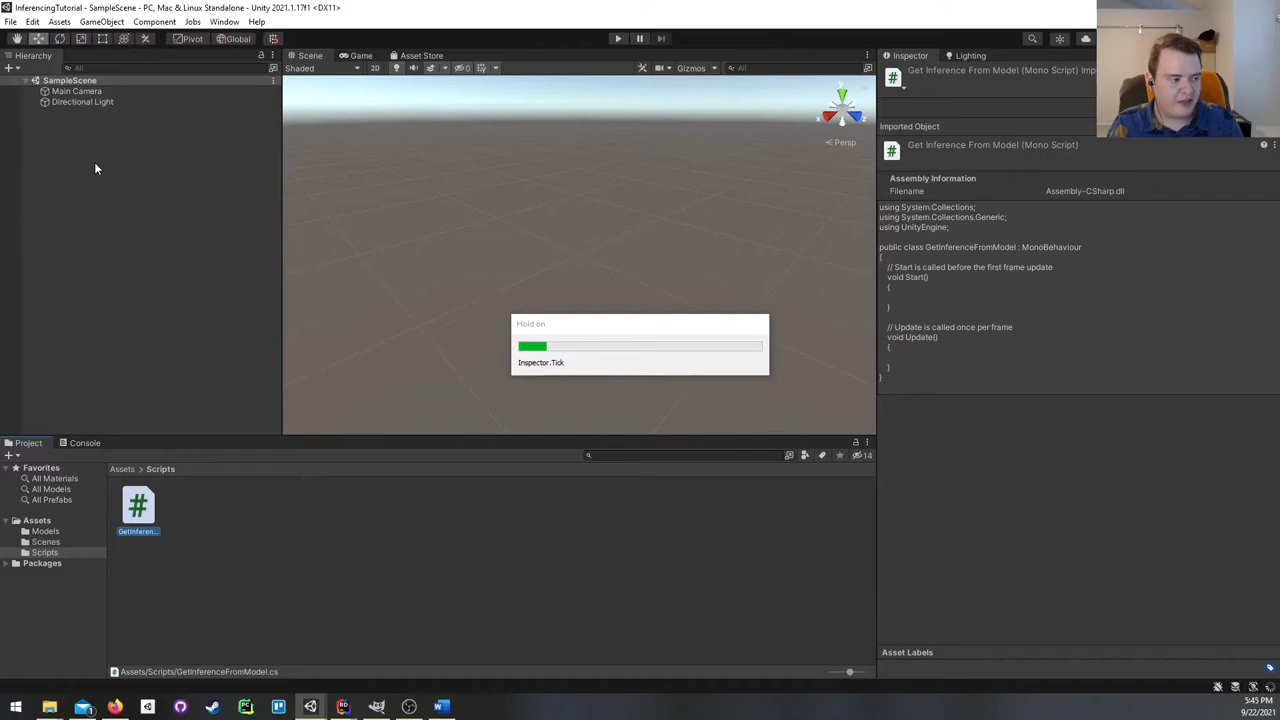 InferencingTutorial - SampleScene - PC, Mac & Linux Standalone - Unity 2021.1.17f1 <DX11>
File Edit Assets GameObject Component Jobs Window Help
Pivot Global
Hierarchy
All
SampleScene
Main Camera
Directional Light
Scene Game Asset Store
Shaded 2D 0 Gizmos All
y
x
z
Persp
Hold on
Inspector.Tick
Inspector Lighting
Get Inference From Model (Mono Script) Imp
Imported Object
Get Inference From Model (Mono Script)
Assembly Information
Filename Assembly-CSharp.dll
using System.Collections;
using System.Collections.Generic;
using UnityEngine;
public class GetInferenceFromModel : MonoBehaviour
{
// Start is called before the first frame update
void Start()
{
}
// Update is called once per frame
void Update()
{
}
}
Asset Labels
Project Console
14
Favorites
All Materials
All Models
All Prefabs
Assets
Models
Scenes
Scripts
Packages
Assets > Scripts
#
GetInferen...
Assets/Scripts/GetInferenceFromModel.cs
5:45 PM
9/22/2021